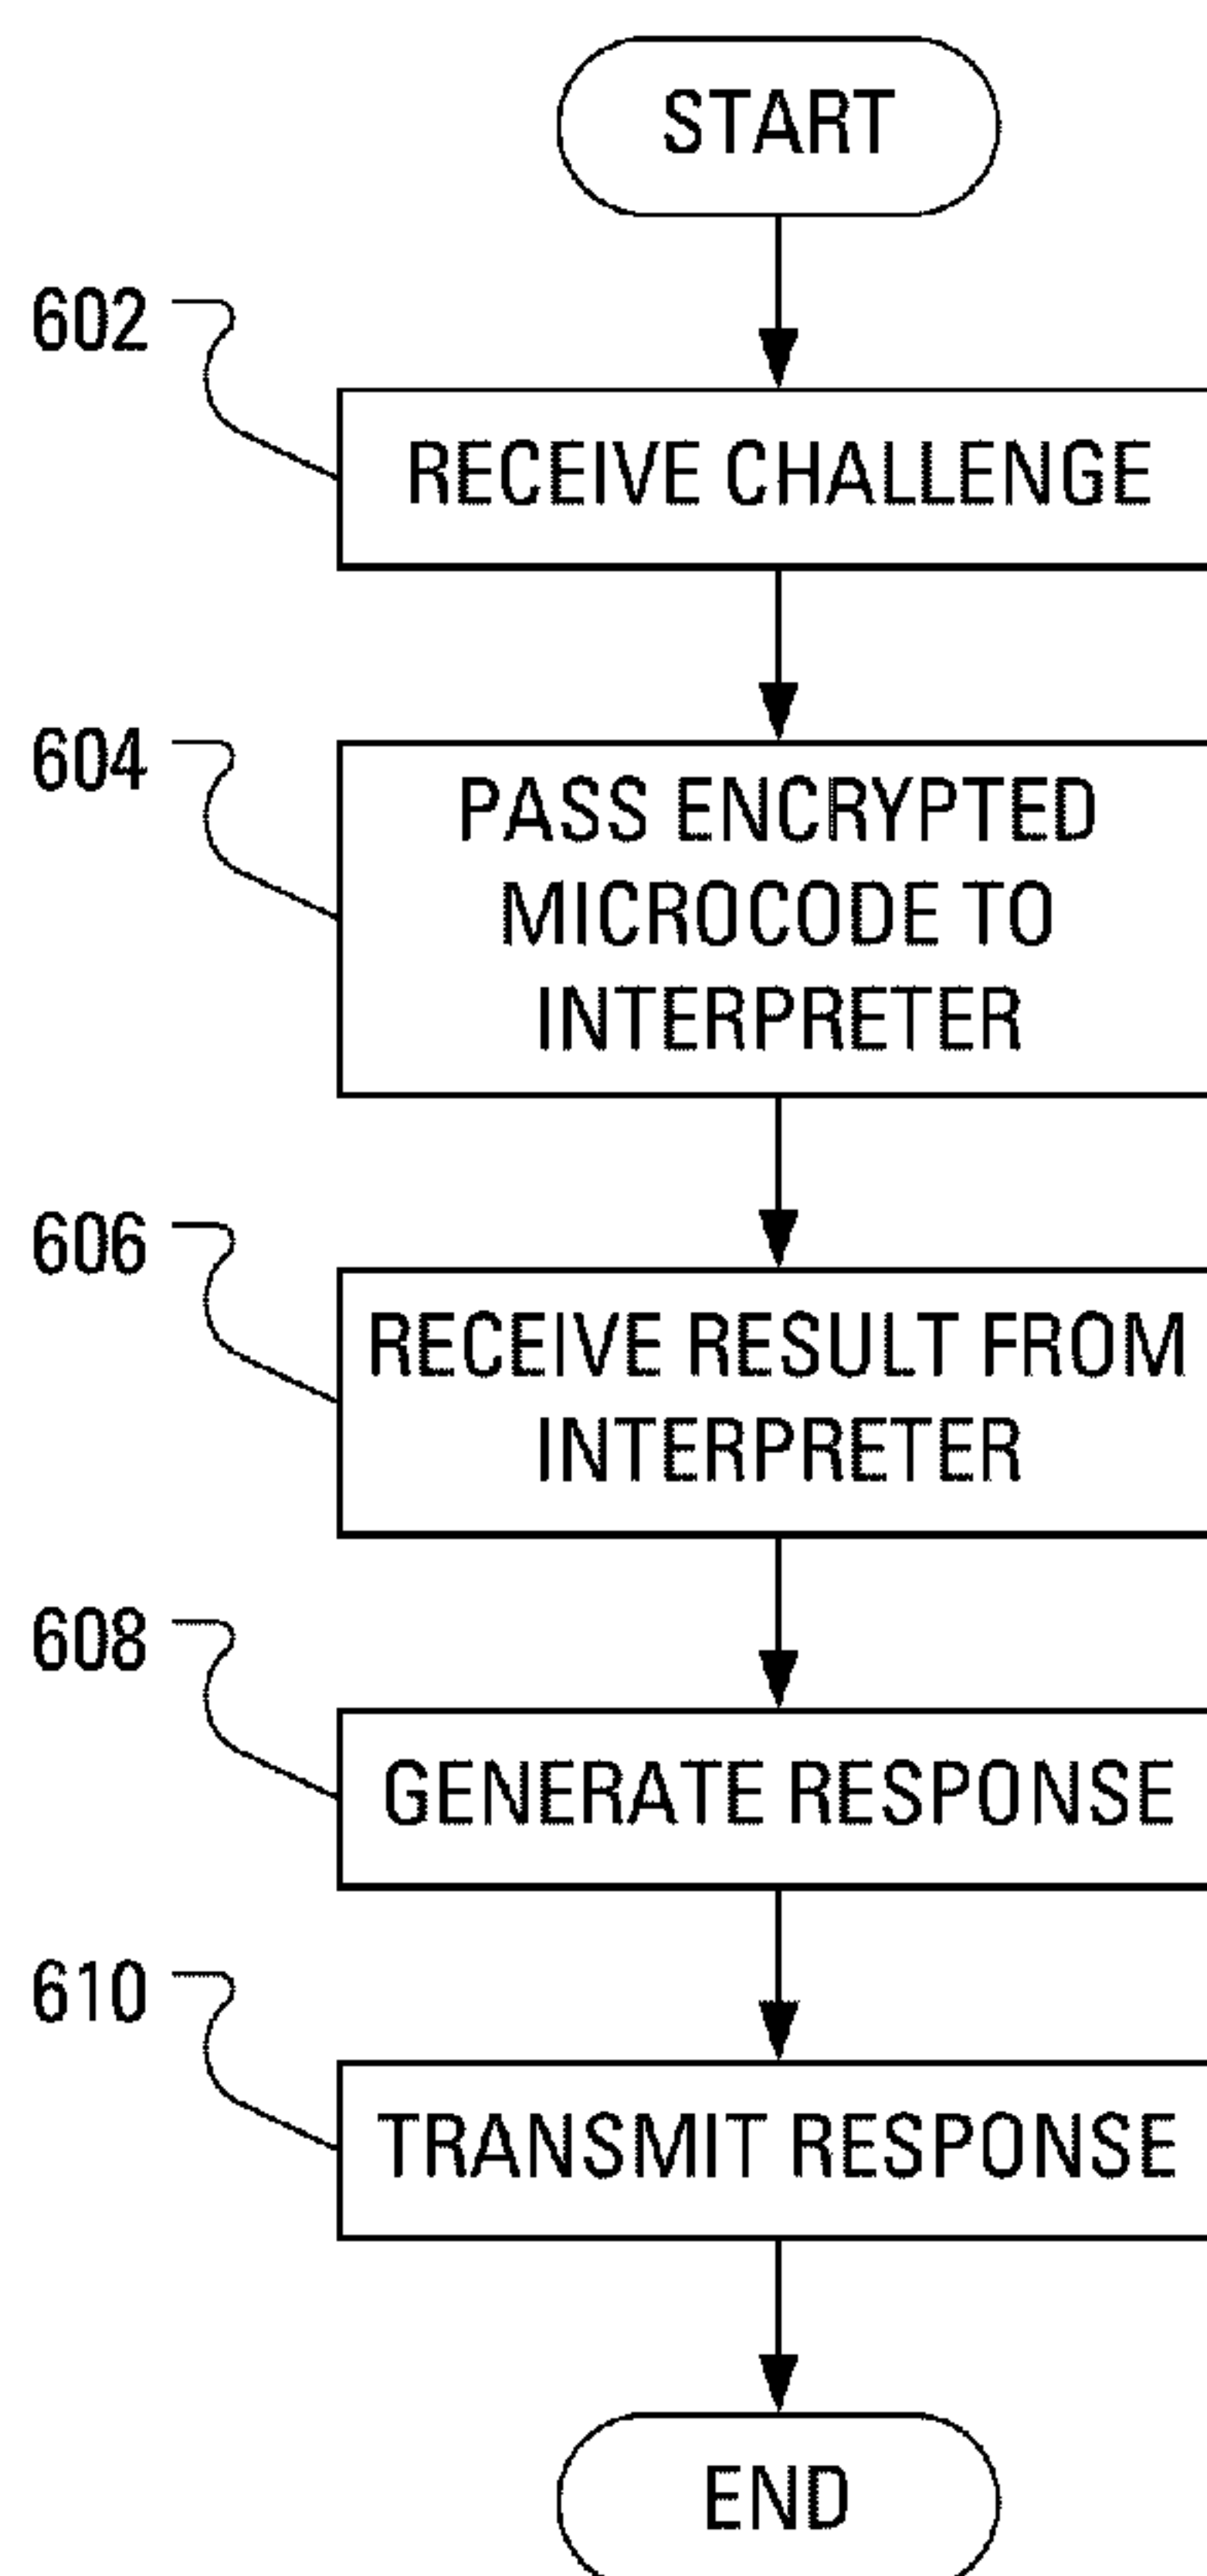 START
602
RECEIVE CHALLENGE
604
PASS ENCRYPTED
MICROCODE TO
INTERPRETER
606
RECEIVE RESULT FROM
INTERPRETER
608
GENERATE RESPONSE
610
TRANSMIT RESPONSE
END